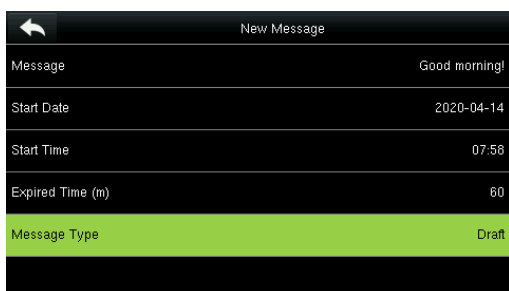 New Message
Message Good morning!
Start Date 2020-04-14
Start Time 07:58
Expired Time (m) 60
Message Type Draft